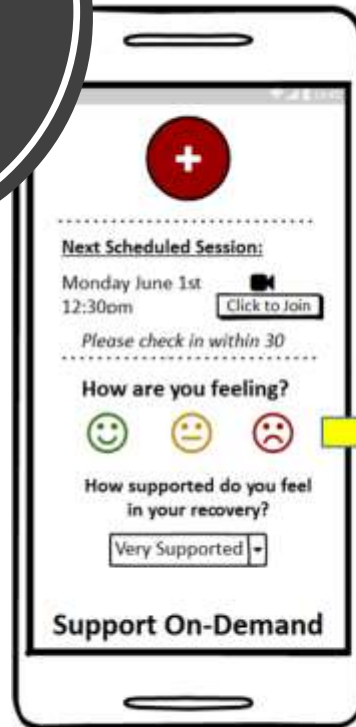 Next Scheduled Session:
Monday June 1st
12:30pm
Click to Join
Please check in within 30
How are you feeling?
How supported do you feel
in your recovery?
Very Supported
Support On-Demand